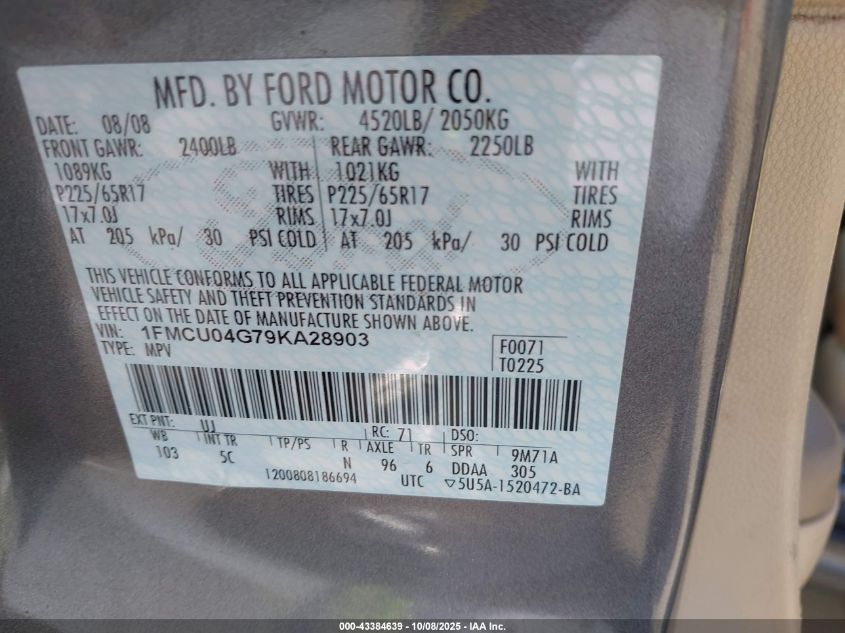 MFD. BY FORD MOTOR CO.
DATE: 08/08 GVWR: 4520LB/ 2050KG
FRONT GAWR: 2400LB REAR GAWR: 2250LB
1089KG WITH 1021KG WITH
P225/65R17 TIRES P225/65R17 TIRES
17x7.0J RIMS 17x7.0J RIMS
AT 205 kPa/ 30 PSI COLD AT 205 kPa/ 30 PSI COLD
THIS VEHICLE CONFORMS TO ALL APPLICABLE FEDERAL MOTOR
VEHICLE SAFETY AND THEFT PREVENTION STANDARDS IN
EFFECT ON THE DATE OF MANUFACTURE SHOWN ABOVE.
VIN: 1FMCU04G79KA28903 F0071
TYPE: MPV T0225
EXT PNT: UJ RC: 71 DSO:
WB INT TR TP/PS R AXLE TR SPR 9M71A
103 5C N 96 6 DDAA 305
1200808186694 UTC ▽5U5A-1520472-BA
000-43384639 - 10/08/2025 - IAA Inc.